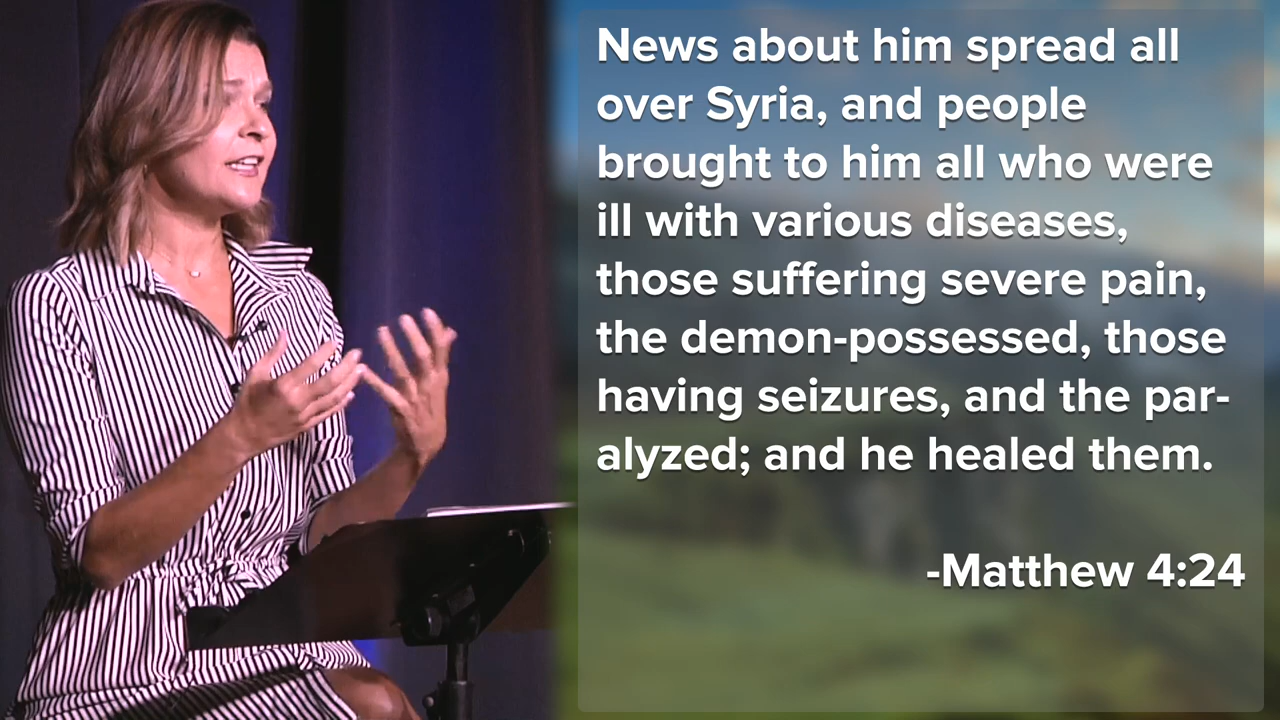 News about him spread all
over Syria, and people
brought to him all who were
ill with various diseases,
those suffering severe pain,
the demon-possessed, those
having seizures, and the par-
alyzed; and he healed them.
-Matthew 4:24